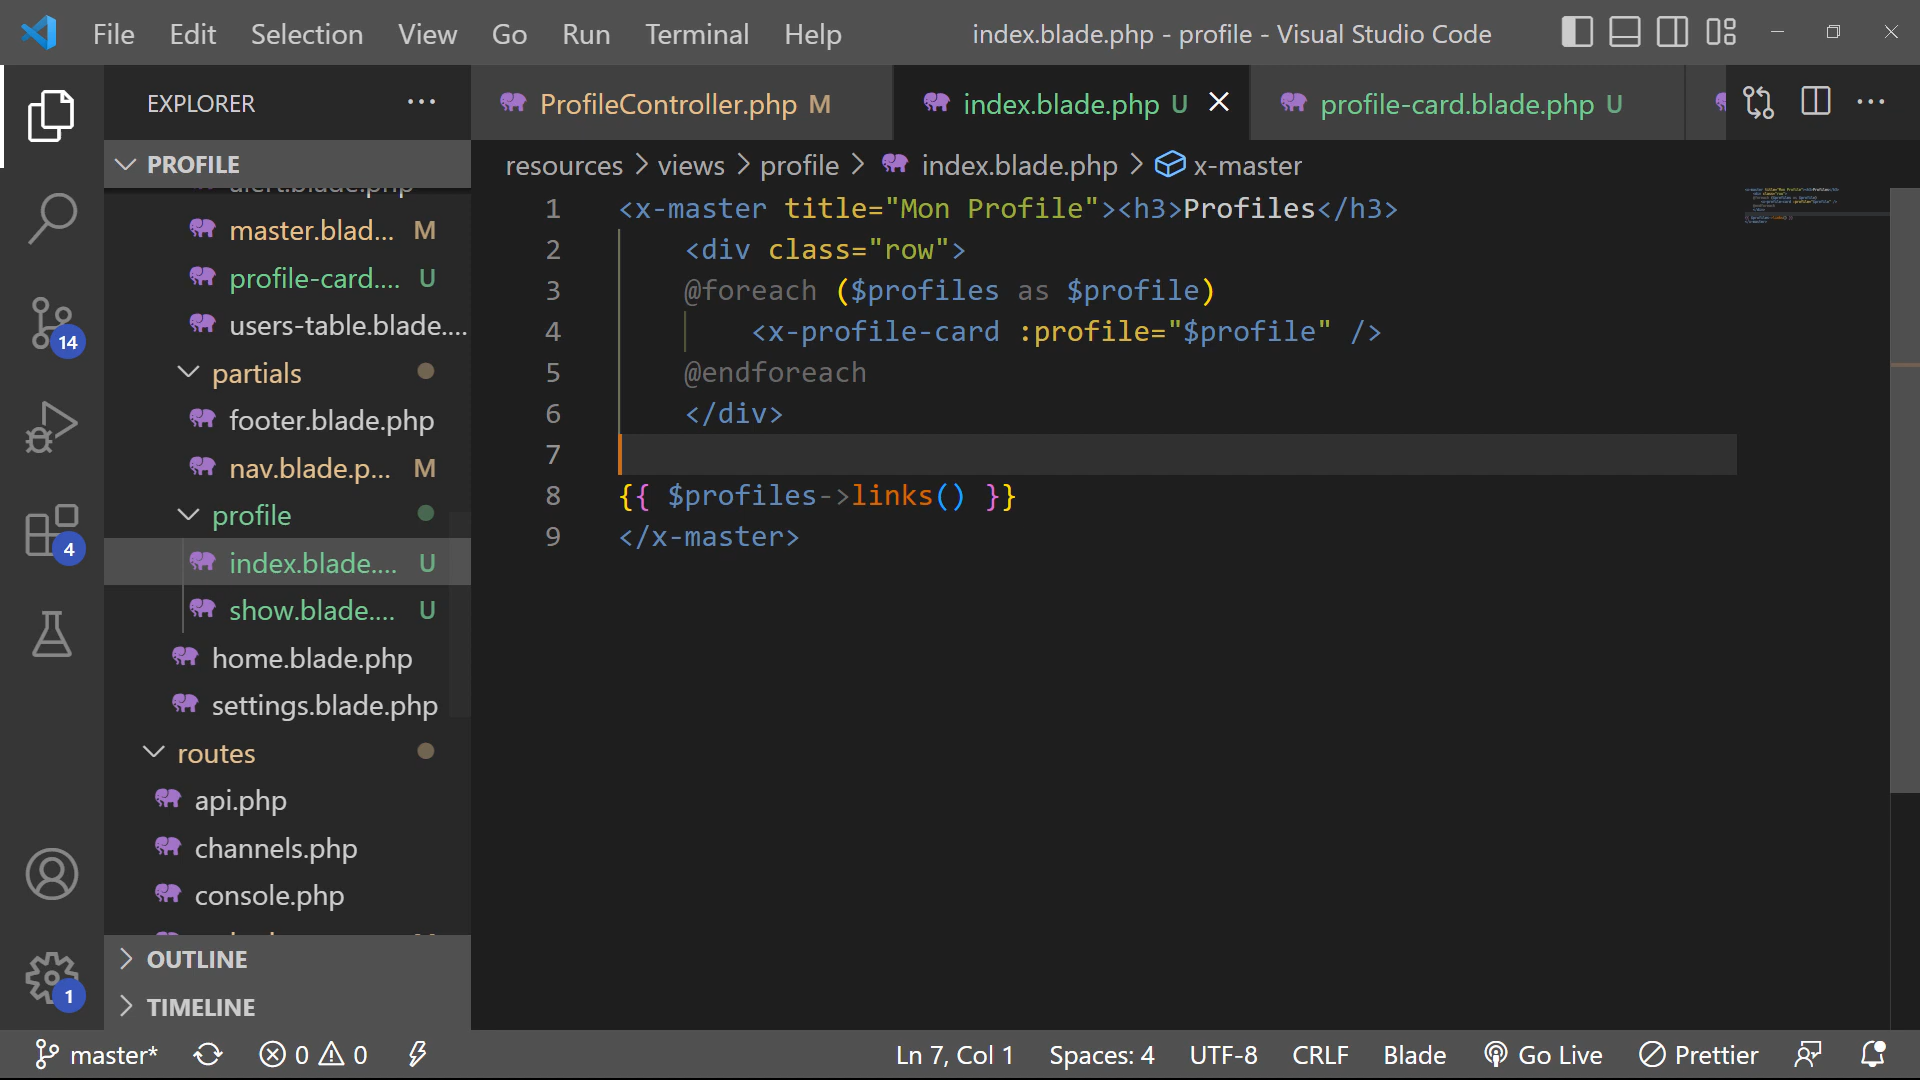 File Edit Selection View Go Run Terminal Help
index.blade.php - profile - Visual Studio Code
EXPLORER
PROFILE
alert.blade.php
master.blad... M
profile-card.... U
users-table.blade....
partials
footer.blade.php
nav.blade.p... M
profile
index.blade.... U
show.blade.... U
home.blade.php
settings.blade.php
routes
api.php
channels.php
console.php
OUTLINE
TIMELINE
14
4
1
ProfileController.php M
index.blade.php U
profile-card.blade.php U
resources > views > profile > index.blade.php > x-master
1 <x-master title="Mon Profile"><h3>Profiles</h3>
2 <div class="row">
3 @foreach ($profiles as $profile)
4 <x-profile-card :profile="$profile" />
5 @endforeach
6 </div>
7
8 {{ $profiles->links() }}
9 </x-master>
master* 0 0
Ln 7, Col 1 Spaces: 4 UTF-8 CRLF Blade Go Live Prettier